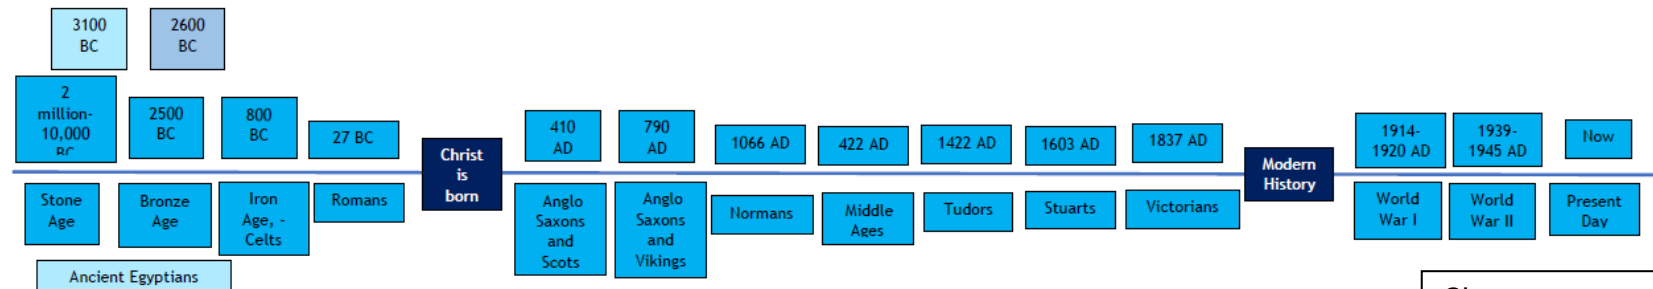 3100
BC
2600
BC
2
million-
10,000
BC
2500
BC
800
BC
27 BC
Christ
is
born
410
AD
790
AD
1066 AD
422 AD
1422 AD
1603 AD
1837 AD
Modern
History
1914-
1920 AD
1939-
1945 AD
Now
Stone
Age
Bronze
Age
Iron
Age, -
Celts
Romans
Anglo
Saxons
and
Scots
Anglo
Saxons
and
Vikings
Normans
Middle
Ages
Tudors
Stuarts
Victorians
World
War I
World
War II
Present
Day
Ancient Egyptians